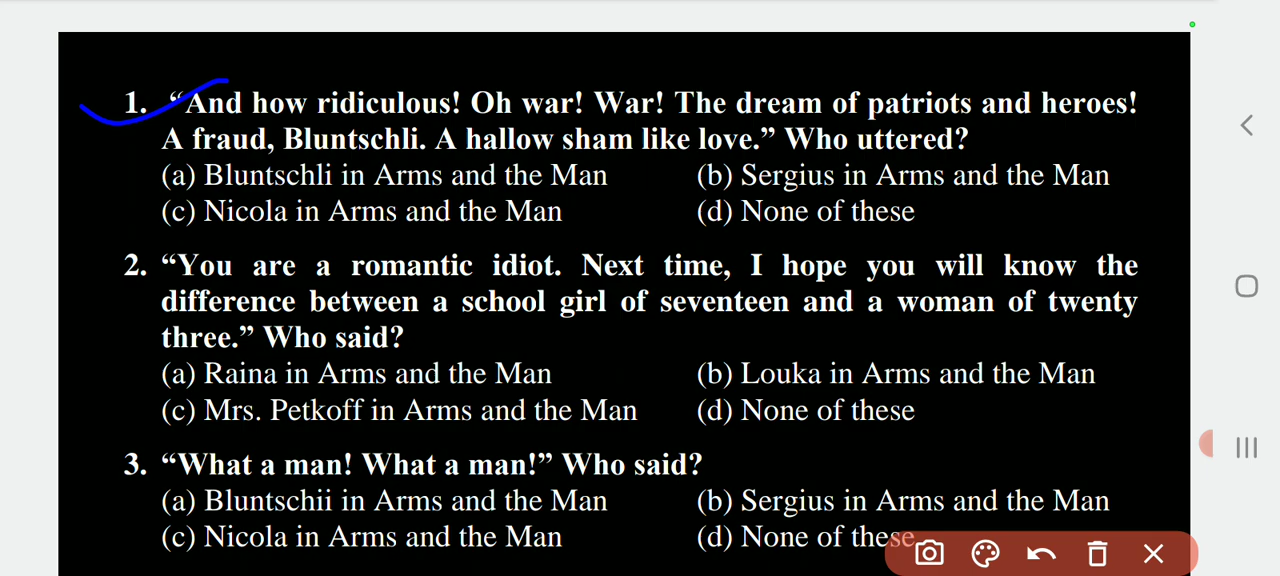 1. “And how ridiculous! Oh war! War! The dream of patriots and heroes!
A fraud, Bluntschli. A hallow sham like love.” Who uttered?
(a) Bluntschli in Arms and the Man (b) Sergius in Arms and the Man
(c) Nicola in Arms and the Man (d) None of these
2. “You are a romantic idiot. Next time, I hope you will know the
difference between a school girl of seventeen and a woman of twenty
three.” Who said?
(a) Raina in Arms and the Man (b) Louka in Arms and the Man
(c) Mrs. Petkoff in Arms and the Man (d) None of these
3. “What a man! What a man!” Who said?
(a) Bluntschii in Arms and the Man (b) Sergius in Arms and the Man
(c) Nicola in Arms and the Man (d) None of these